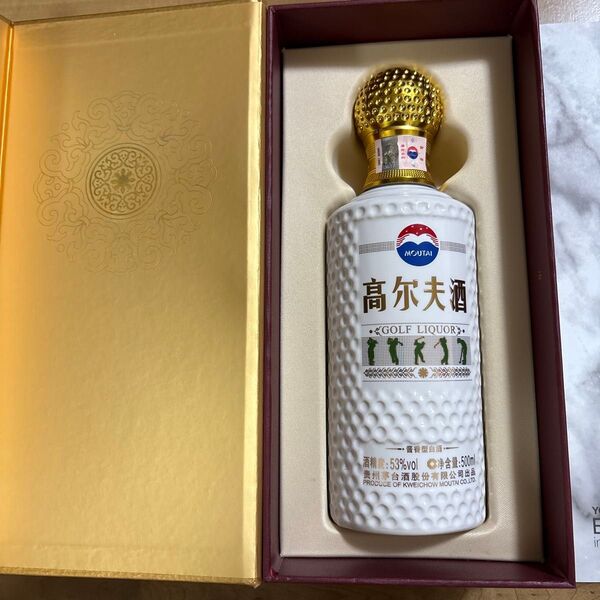 MOUTAI
高尔夫酒
GOLF LIQUOR
酱香型白酒
酒精度:53%vol 净含量:500ml
贵州茅台酒股份有限公司出品
PRODUCE OF KWEICHOW MOUTAI CO.,LTD.